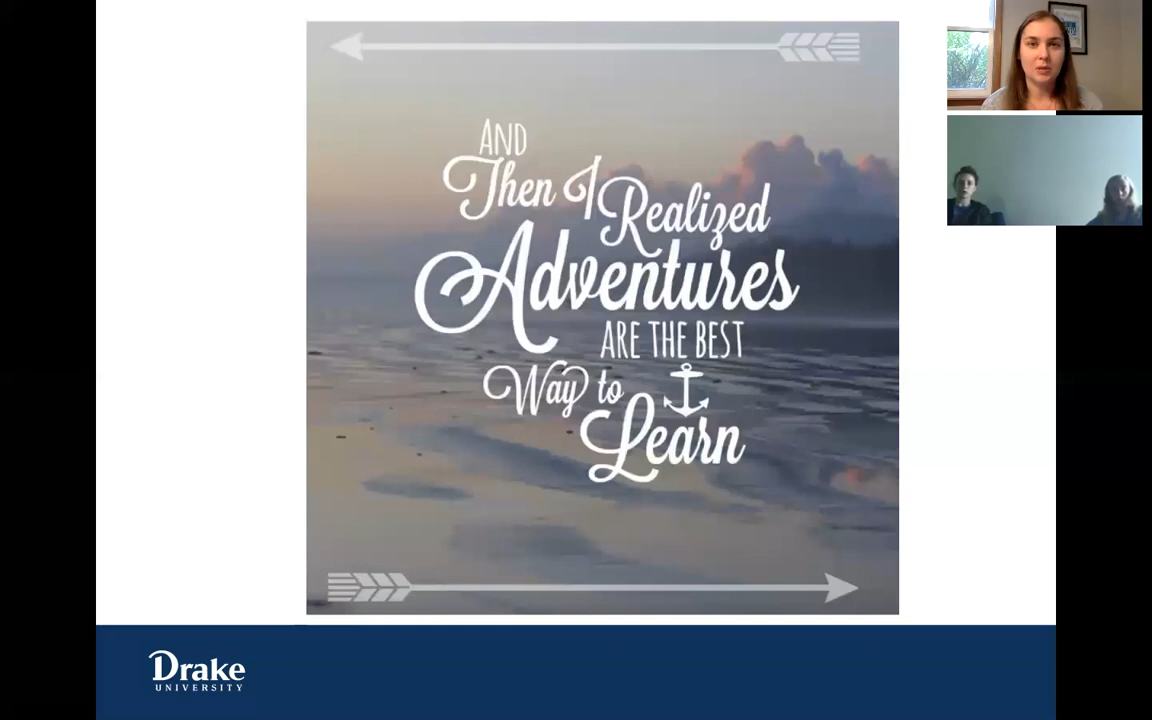 AND
Then I
Realized
Adventures
ARE THE BEST
Way to
Learn
Drake
UNIVERSITY